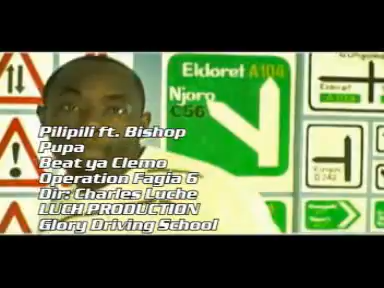 Eldoret A104
Njoro
C56
Pilipili ft. Bishop
Pupa
Beat ya Clemo
Operation Fagia 6
Dir: Charles Luche
LUCH PRODUCTION
Glory Driving School